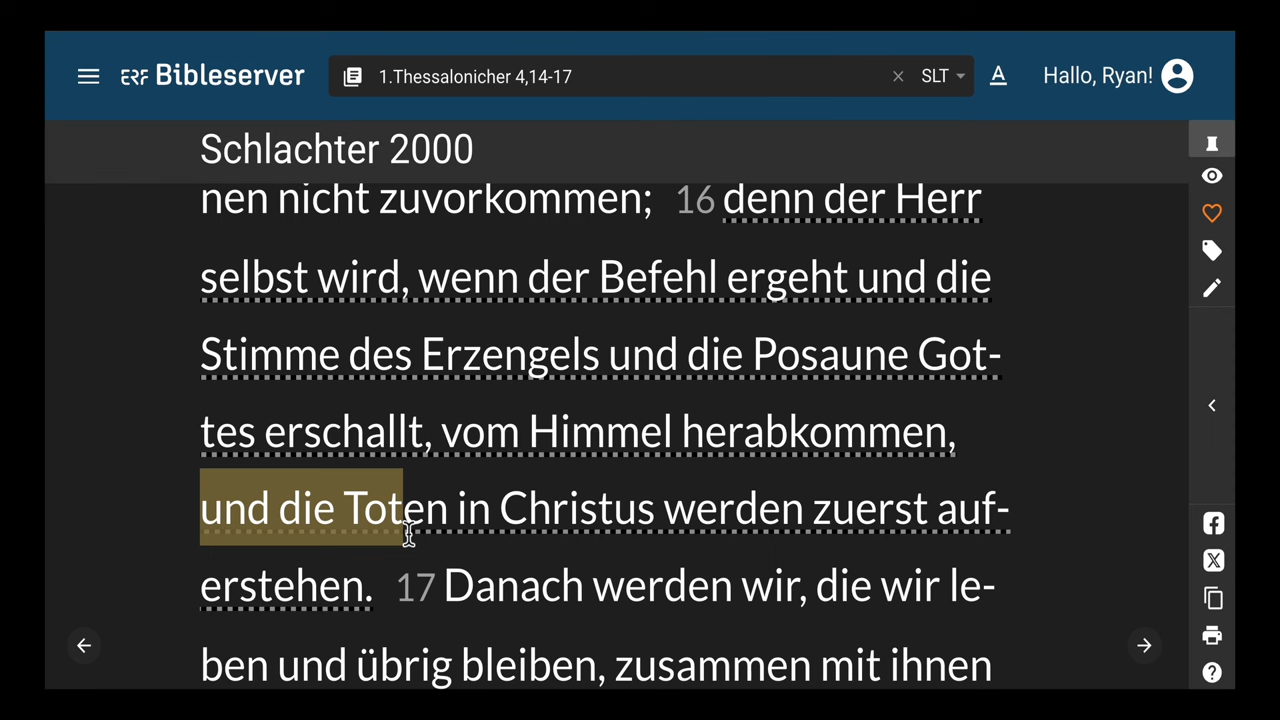 ERF Bibleserver
1.Thessalonicher 4,14-17
SLT
A
Hallo, Ryan!
Schlachter 2000
nen nicht zuvorkommen; 16 denn der Herr
selbst wird, wenn der Befehl ergeht und die
Stimme des Erzengels und die Posaune Got-
tes erschallt, vom Himmel herabkommen,
und die Toten in Christus werden zuerst auf-
erstehen. 17 Danach werden wir, die wir le-
ben und übrig bleiben, zusammen mit ihnen